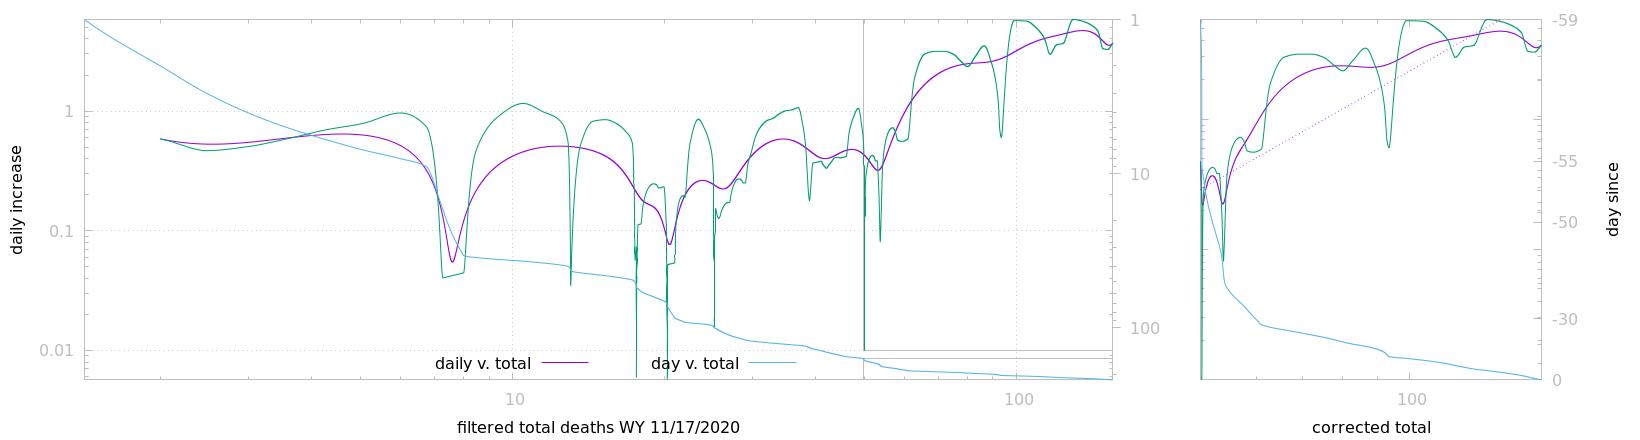 daily increase
1
0.1
0.01
daily v. total
day v. total
10
100
filtered total deaths WY 11/17/2020
1
10
100
-59
-55
-50
-30
0
day since
100
corrected total